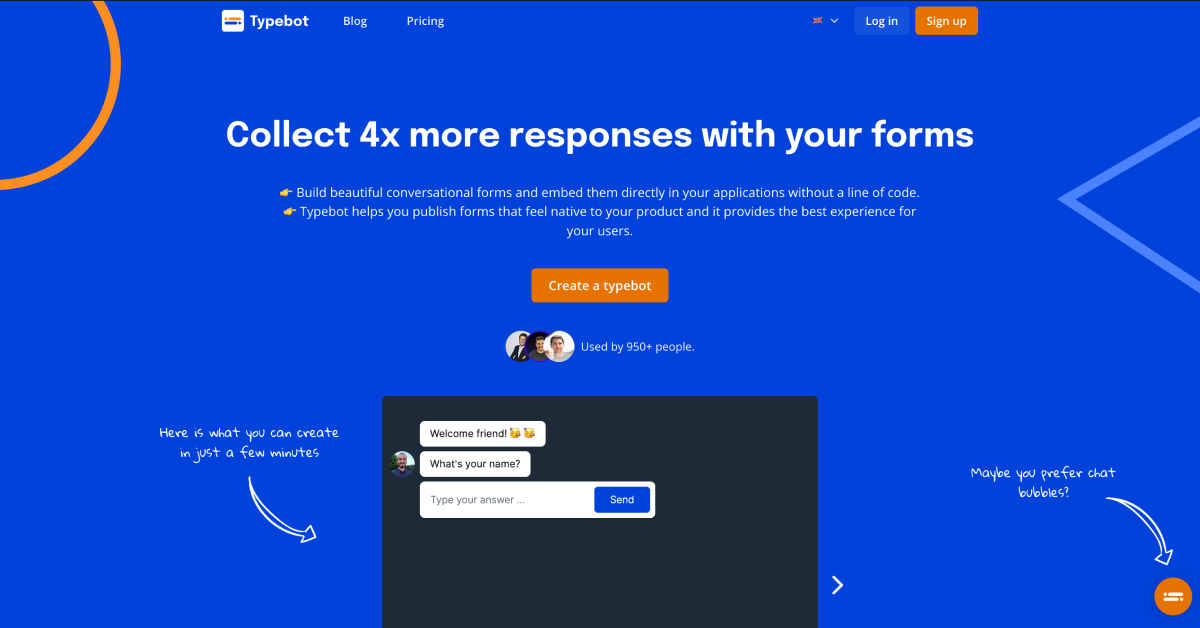 Typebot
Blog
Pricing
Log in
Sign up
Collect 4x more responses with your forms
👉 Build beautiful conversational forms and embed them directly in your applications without a line of code.
👉 Typebot helps you publish forms that feel native to your product and it provides the best experience for
your users.
Create a typebot
Used by 950+ people.
Here is what you can create
in just a few minutes
Welcome friend! 🥳 🥳
What's your name?
Type your answer ...
Send
Maybe you prefer chat
bubbles?